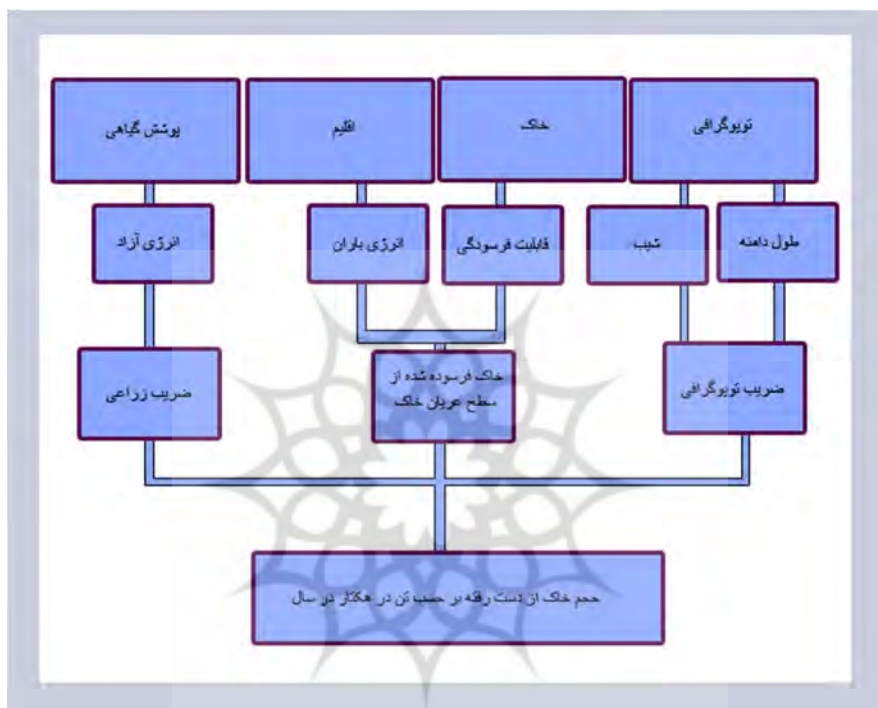 توپوگرافی
خاک
اقلیم
پوشش گیاهی
طول دامنه
شیب
قابلیت فرسودگی
انرژی باران
انرژی آزاد
ضریب توپوگرافی
خاک فرسوده شده از
سطح عریان خاک
ضریب زراعی
حجم خاک از دست رفته بر حسب تن در هکتار در سال